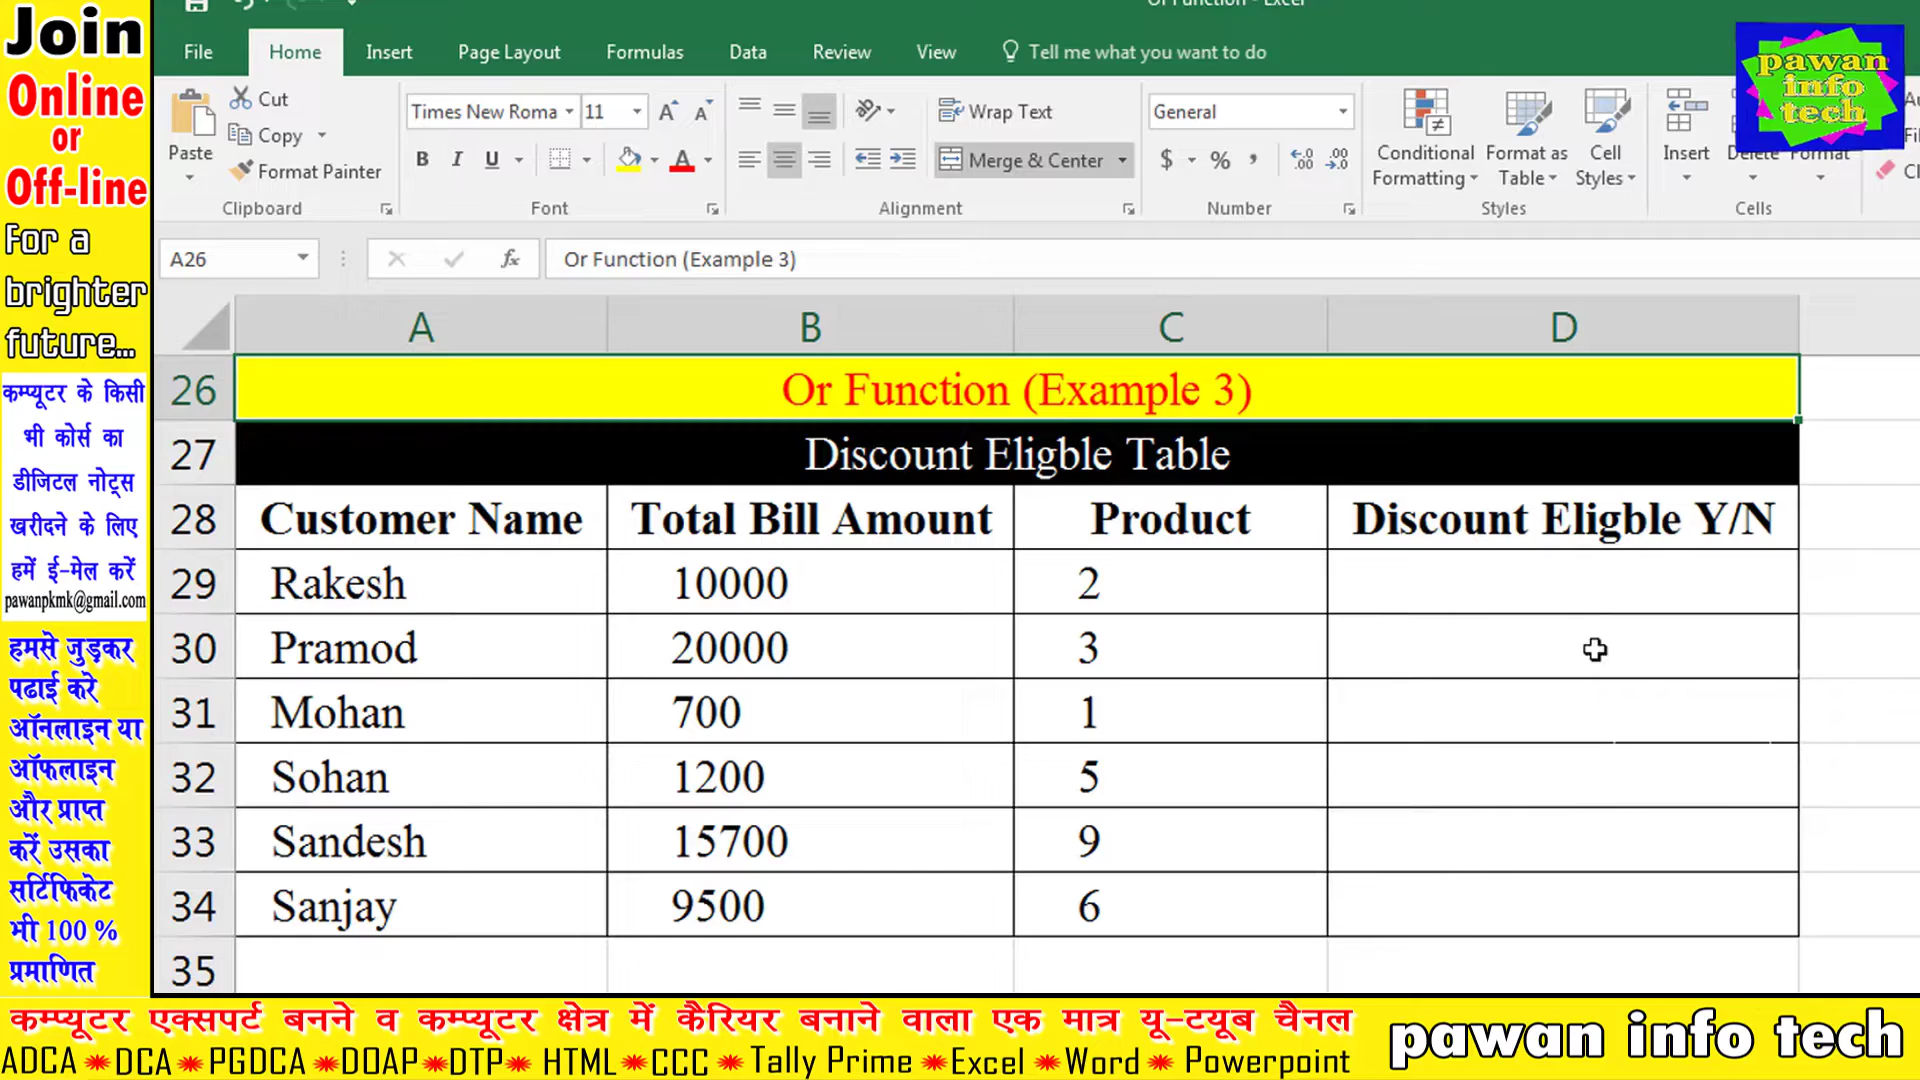 Join
Online
or
Off-line
For a
brighter
future...
कम्प्यूटर के किसी
भी कोर्स का
डीजिटल नोट्स
खरीदने के लिए
हमें ई-मेल करें
pawanpkmk@gmail.com
हमसे जुड़कर
पढाई करे
ऑनलाइन या
ऑफलाइन
और प्राप्त
करें उसका
सर्टिफिकेट
भी 100 %
प्रमाणित
Or Function - Excel
File Home Insert Page Layout Formulas Data Review View Tell me what you want to do
pawan
info
tech
Paste
Cut
Copy
Format Painter
Clipboard
Times New Roma 11
B I U
Font
Wrap Text
Merge & Center
Alignment
General
$ % ,
Number
Conditional
Formatting
Format as
Table
Cell
Styles
Styles
Insert Delete Format
Cells
A26 fx Or Function (Example 3)
A B C D
26 Or Function (Example 3)
27 Discount Eligble Table
28 Customer Name Total Bill Amount Product Discount Eligble Y/N
29 Rakesh 10000 2
30 Pramod 20000 3
31 Mohan 700 1
32 Sohan 1200 5
33 Sandesh 15700 9
34 Sanjay 9500 6
35
कम्प्यूटर एक्सपर्ट बनने व कम्प्यूटर क्षेत्र में कैरियर बनाने वाला एक मात्र यू-टयूब चैनल
ADCA DCA PGDCA DOAP DTP HTML CCC Tally Prime Excel Word Powerpoint
pawan info tech